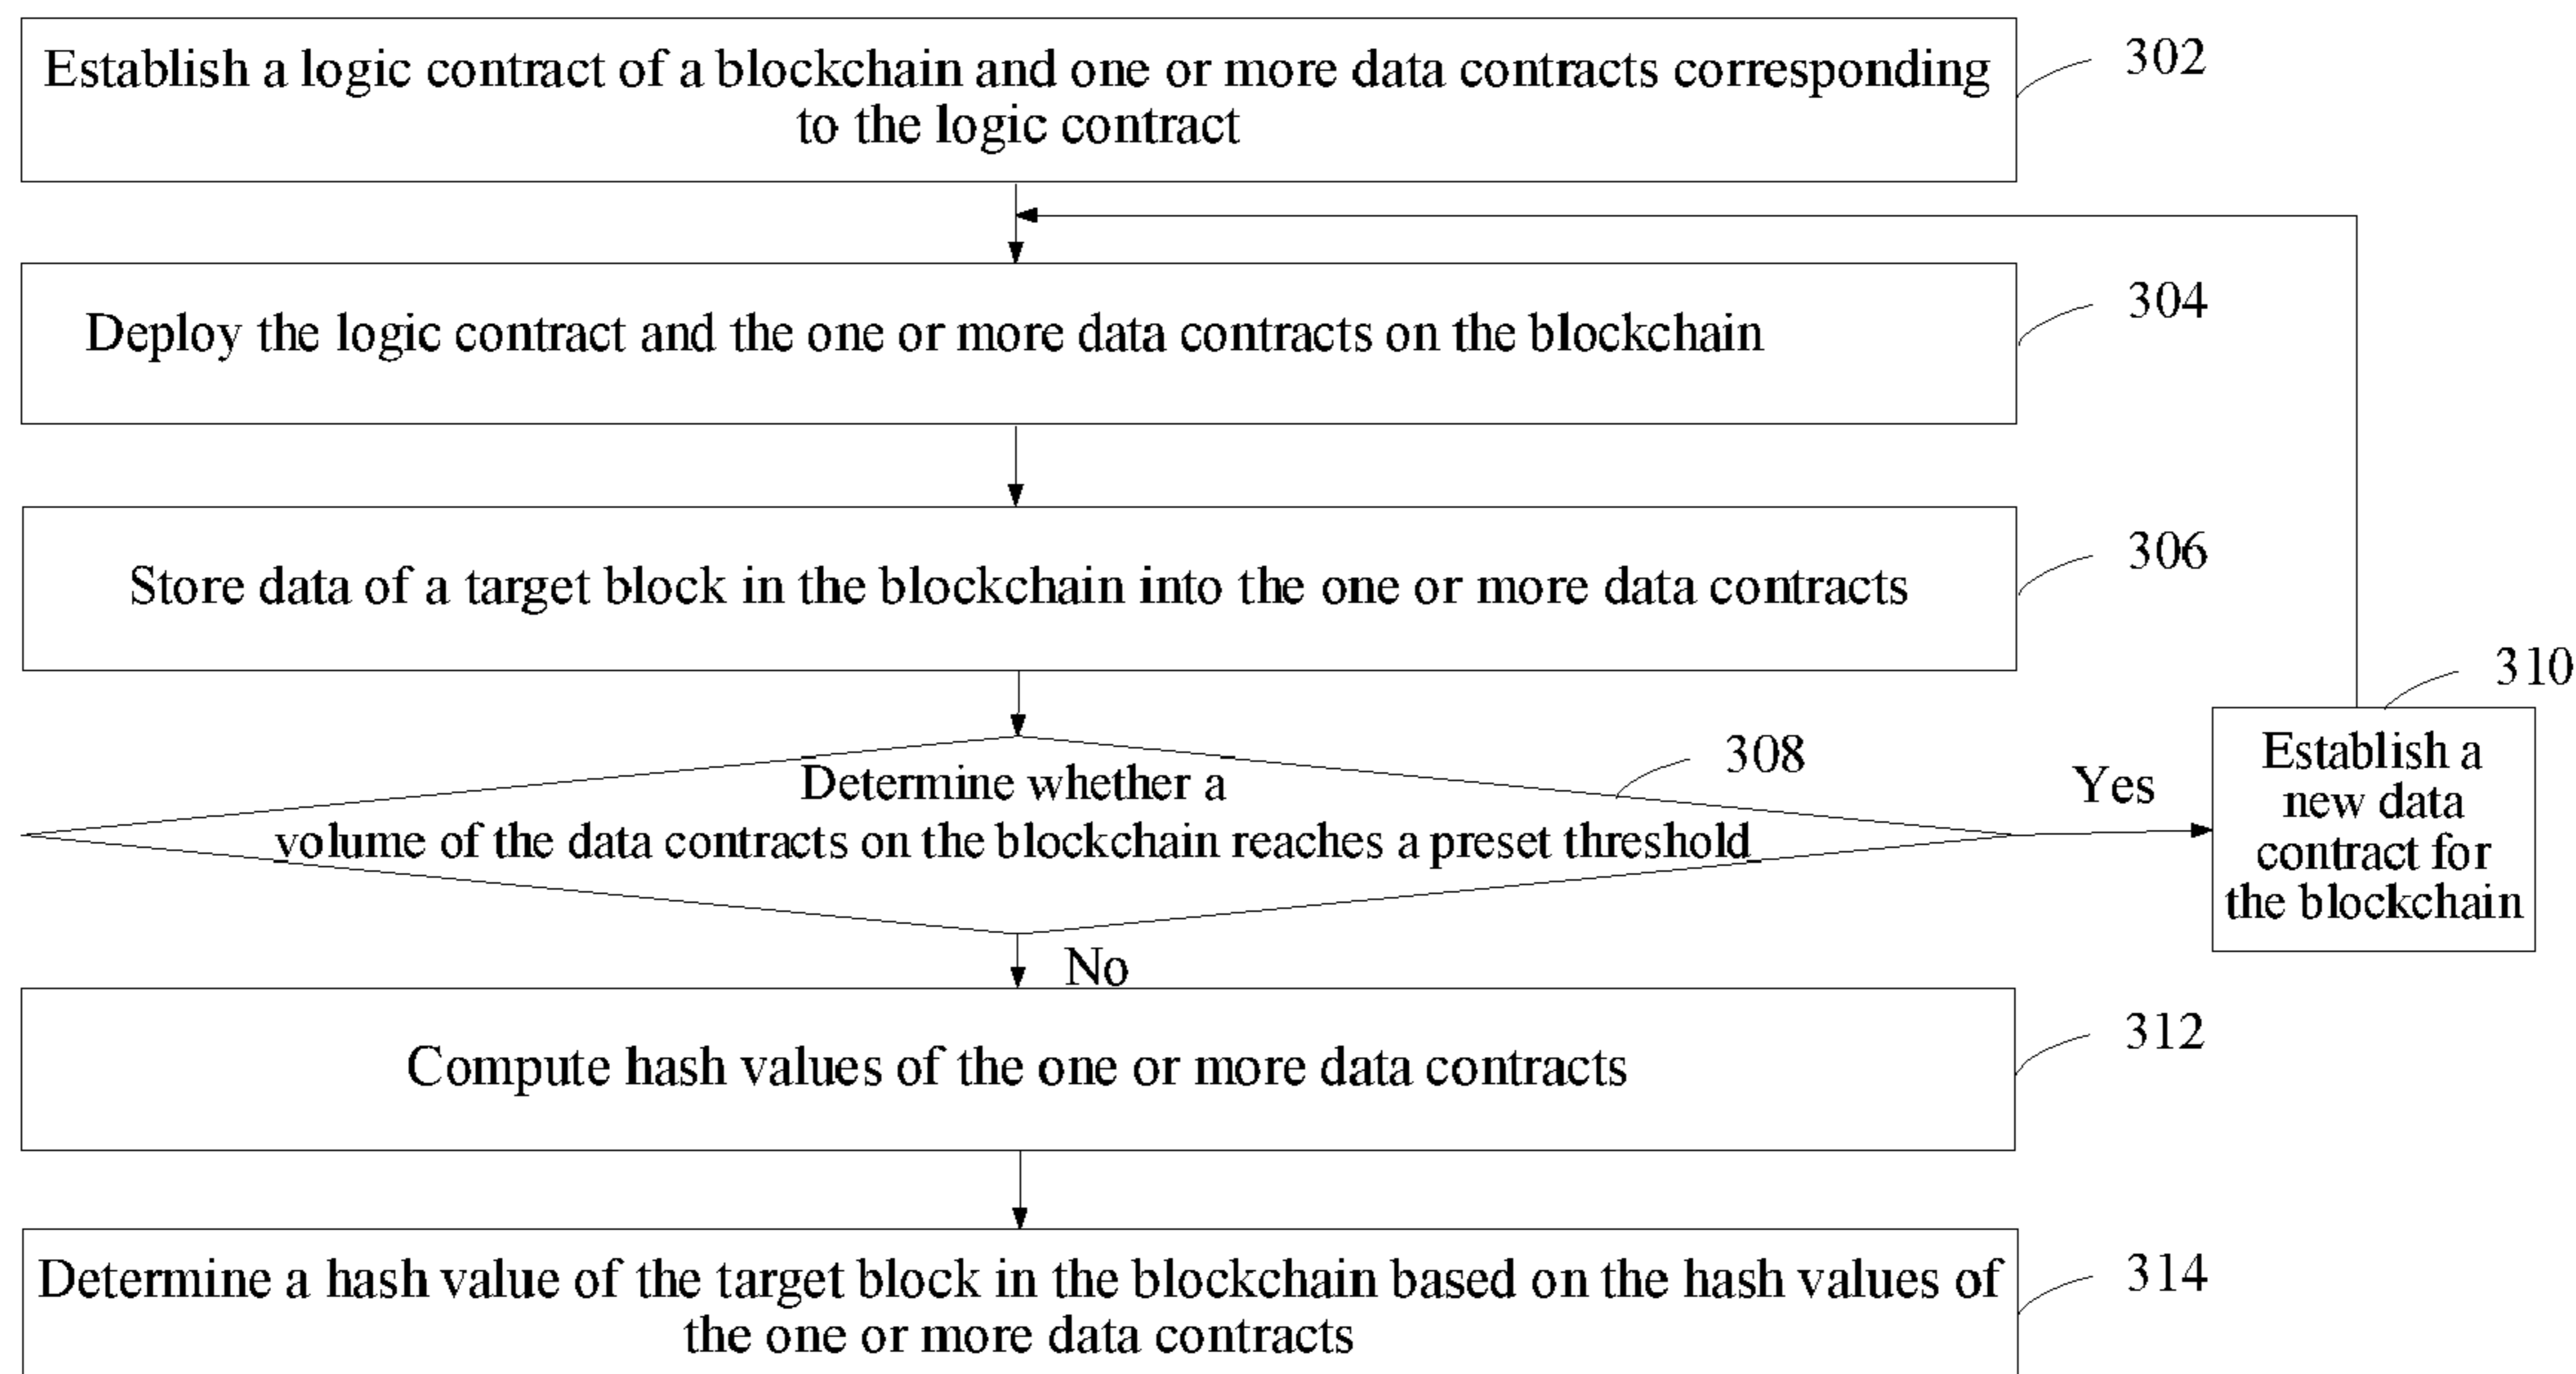 Establish a logic contract of a blockchain and one or more data contracts corresponding
to the logic contract
302
Deploy the logic contract and the one or more data contracts on the blockchain
304
Store data of a target block in the blockchain into the one or more data contracts
306
Determine whether a
volume of the data contracts on the blockchain reaches a preset threshold
308
Yes
310
Establish a
new data
contract for
the blockchain
No
Compute hash values of the one or more data contracts
312
Determine a hash value of the target block in the blockchain based on the hash values of
the one or more data contracts
314